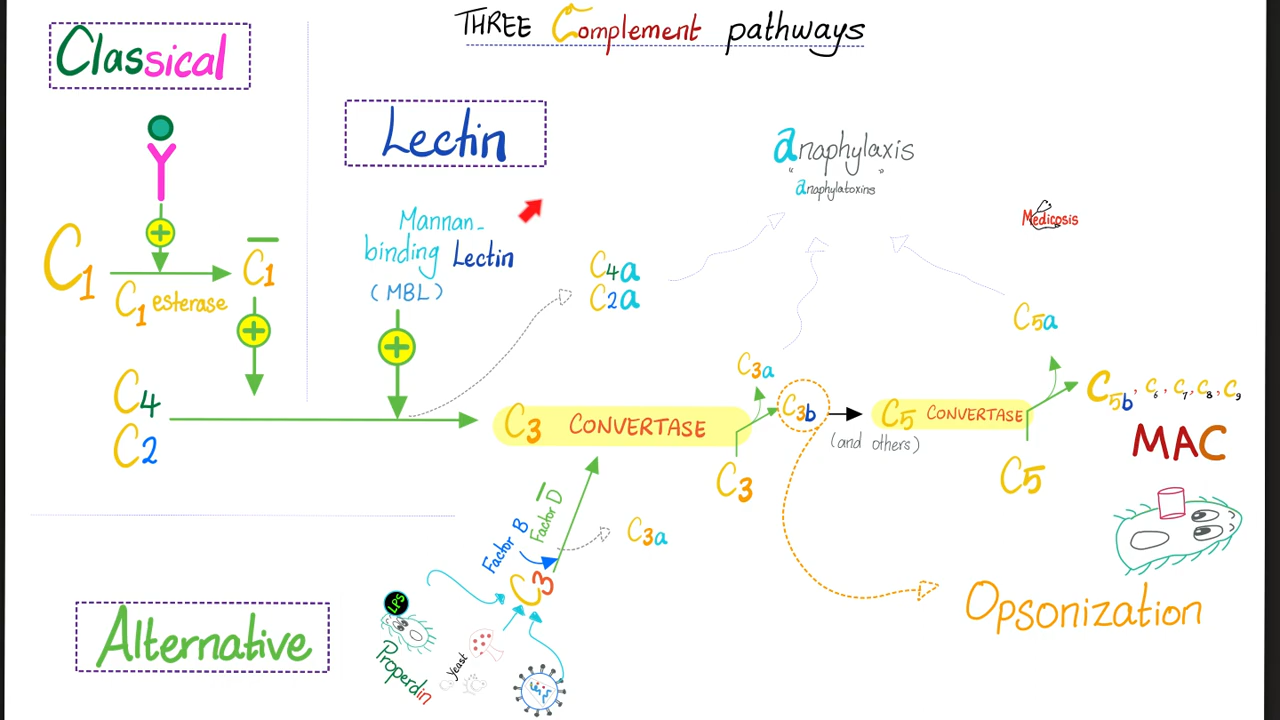 THREE Complement pathways
Classical
Lectin
anaphylaxis
"anaphylatoxins"
Medicosis
Mannan-
binding Lectin
(MBL)
C1
C1 esterase
C1
C4a
C2a
C5a
C4
C2
C3 CONVERTASE
C3a
C3b
(and others)
C5 CONVERTASE
C5b, C6, C7, C8, C9
MAC
C3
C5
Factor B
Factor D
C3a
C3
Opsonization
Alternative
LPS
Properdin
Yeast